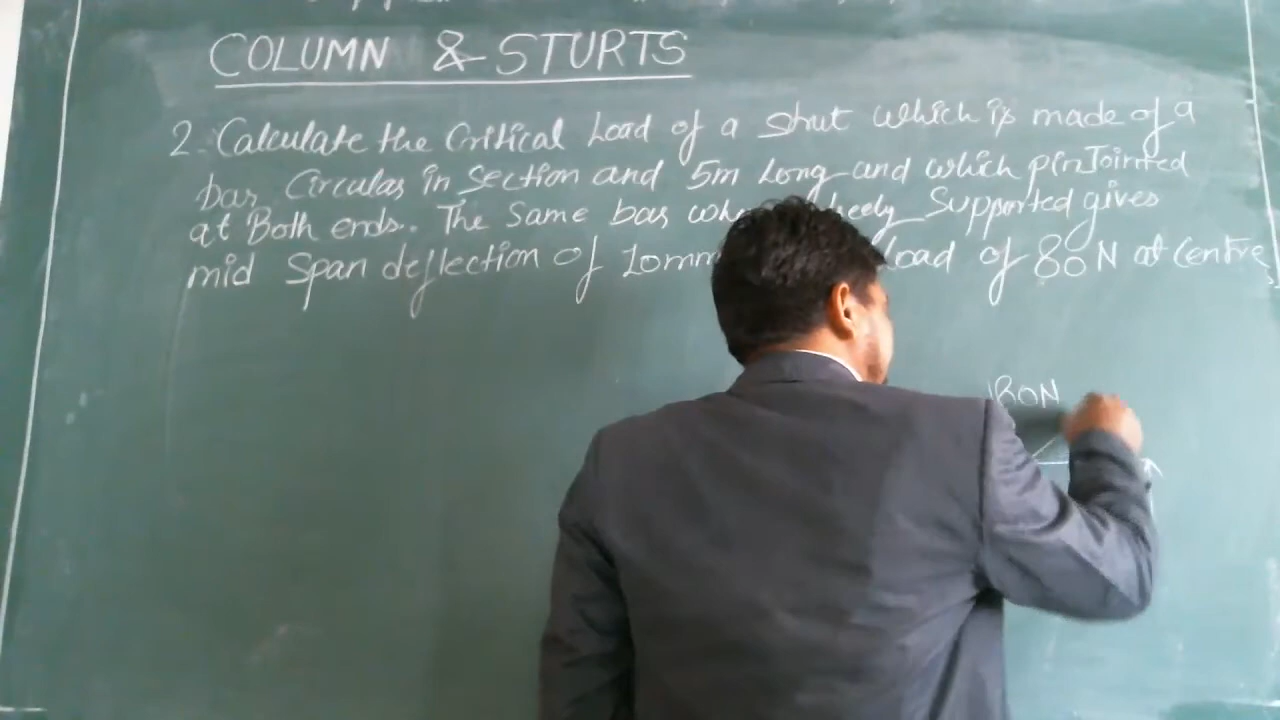 COLUMN & STURTS
2. Calculate the Critical Load of a strut which is made of a
bar Circular in Section and 5m Long and which pin Jointed
at Both ends. The Same bar freely Supported gives
mid Span deflection of 10mm Load of 80N at Centre
80N